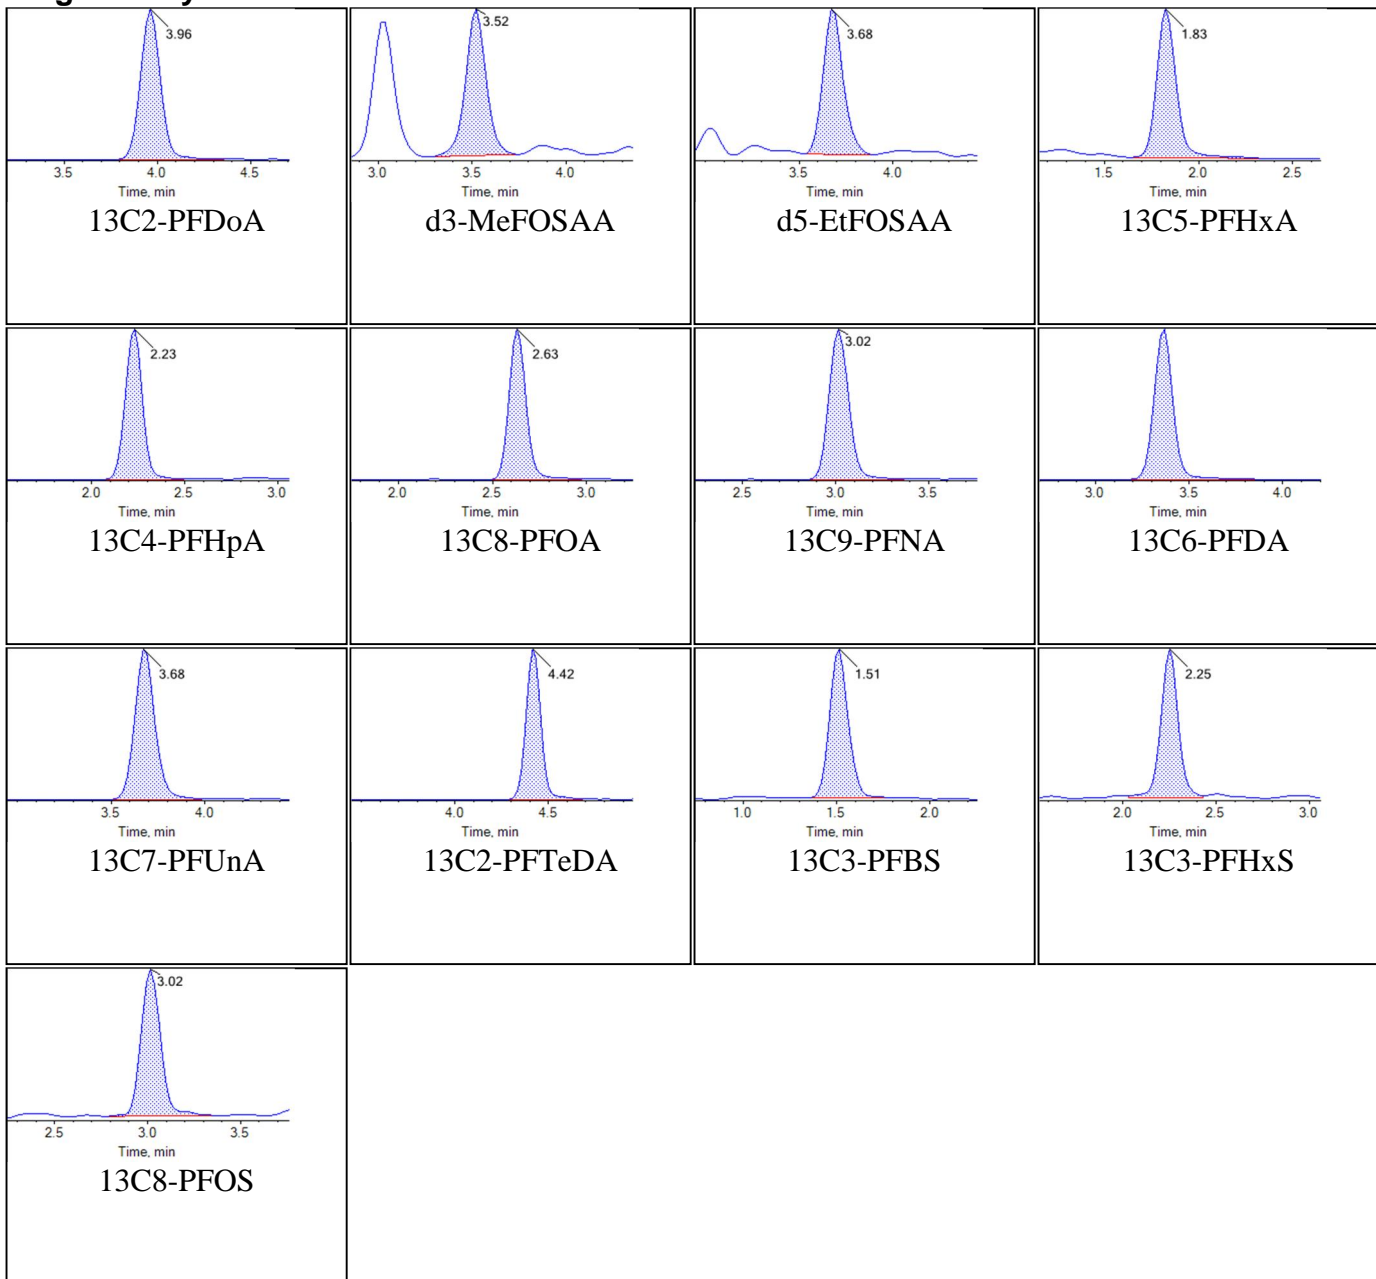 3.96
3.5 4.0 4.5
Time, min
13C2-PFDoA
3.52
3.0 3.5 4.0
Time, min
d3-MeFOSAA
3.68
3.5 4.0
Time, min
d5-EtFOSAA
1.83
1.5 2.0 2.5
Time, min
13C5-PFHxA
2.23
2.0 2.5 3.0
Time, min
13C4-PFHpA
2.63
2.0 2.5 3.0
Time, min
13C8-PFOA
3.02
2.5 3.0 3.5
Time, min
13C9-PFNA
3.0 3.5 4.0
Time, min
13C6-PFDA
3.68
3.5 4.0
Time, min
13C7-PFUnA
4.42
4.0 4.5
Time, min
13C2-PFTeDA
1.51
1.0 1.5 2.0
Time, min
13C3-PFBS
2.25
2.0 2.5 3.0
Time, min
13C3-PFHxS
3.02
2.5 3.0 3.5
Time, min
13C8-PFOS